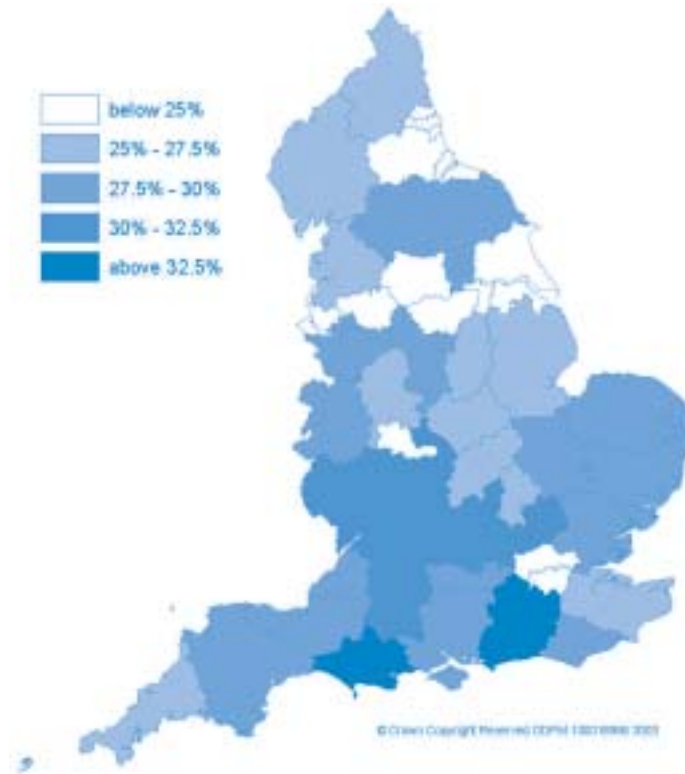 below 25%
25% - 27.5%
27.5% - 30%
30% - 32.5%
above 32.5%
© Crown Copyright Reserved ODPM